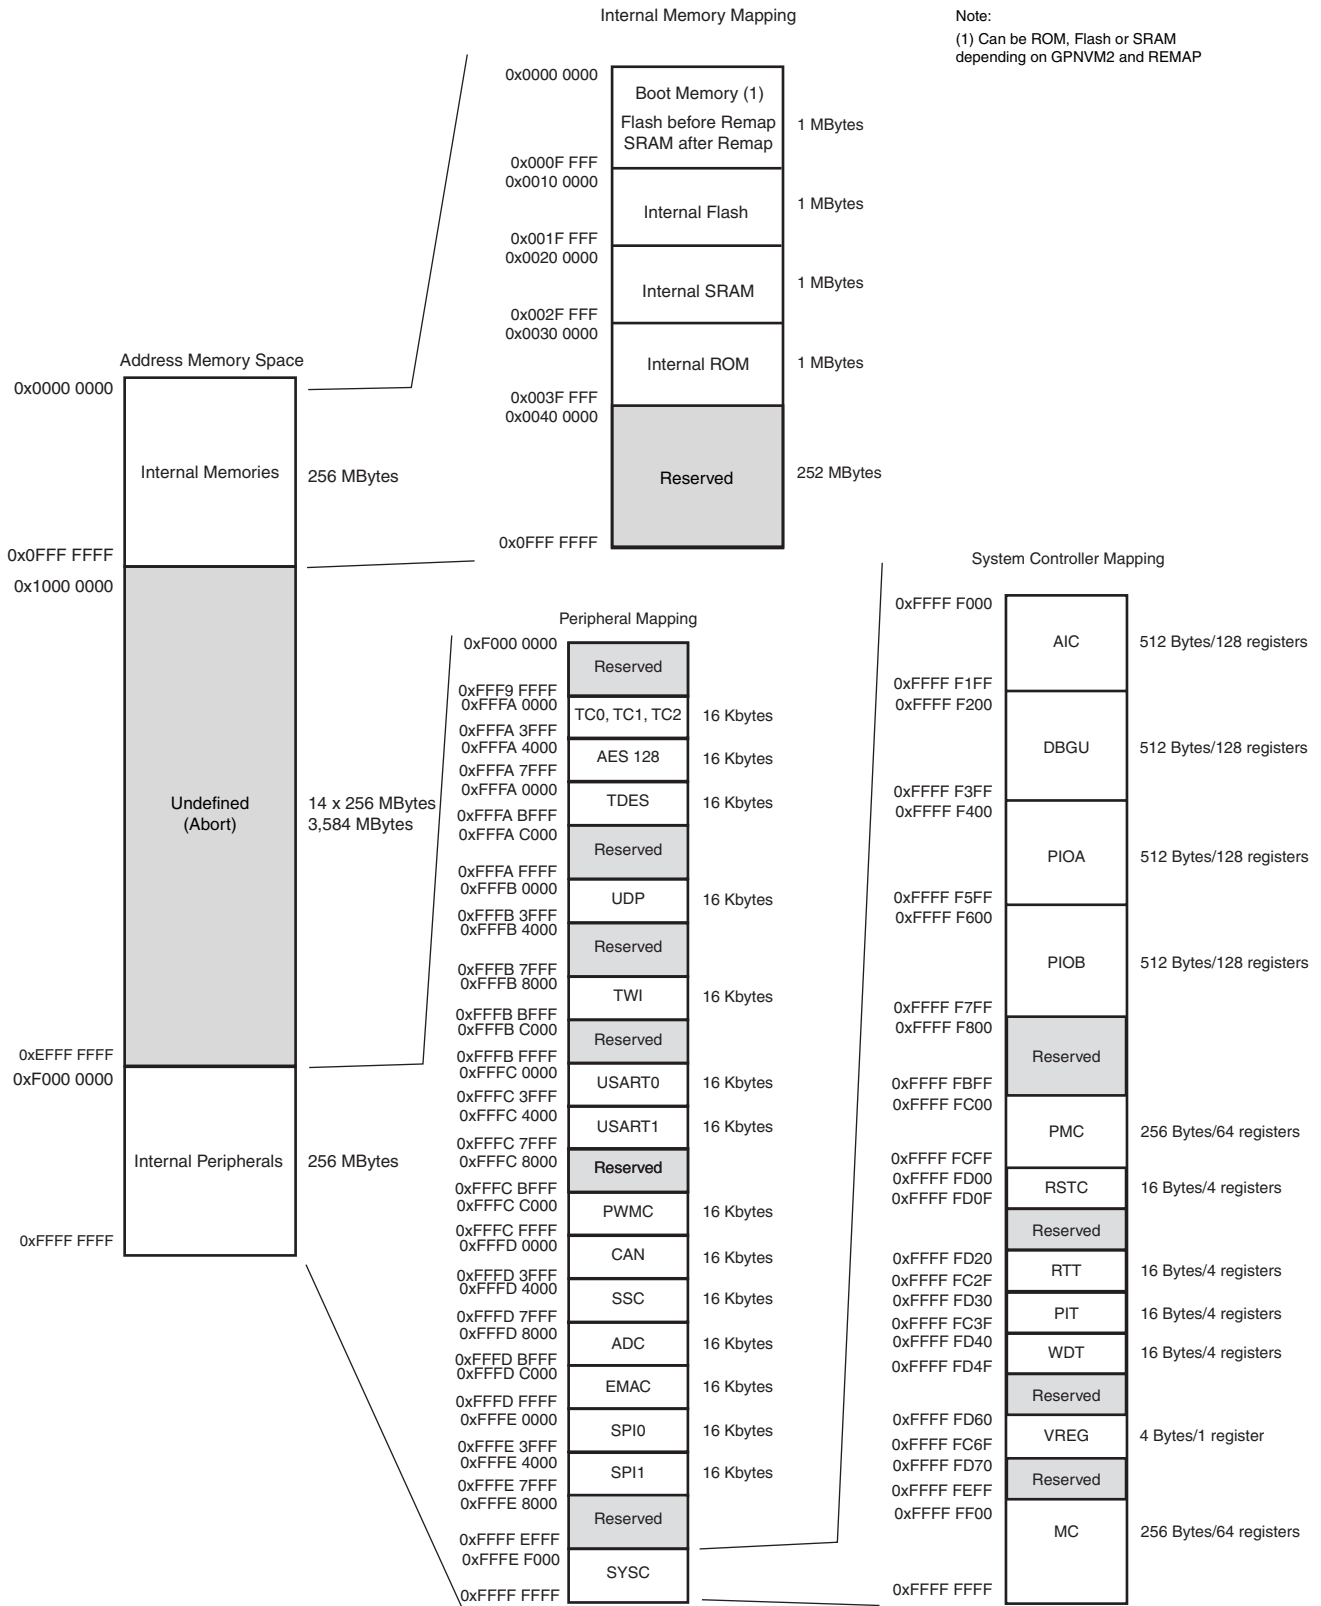 Internal Memory Mapping
Note:
(1) Can be ROM, Flash or SRAM
depending on GPNVM2 and REMAP
0x0000 0000
Boot Memory (1)
Flash before Remap
SRAM after Remap
1 MBytes
0x000F FFF
0x0010 0000
Internal Flash
1 MBytes
0x001F FFF
0x0020 0000
Internal SRAM
1 MBytes
0x002F FFF
0x0030 0000
Internal ROM
1 MBytes
0x003F FFF
0x0040 0000
Reserved
252 MBytes
0x0FFF FFFF
Address Memory Space
0x0000 0000
Internal Memories
256 MBytes
0x0FFF FFFF
0x1000 0000
Undefined
(Abort)
14 x 256 MBytes
3,584 MBytes
0xEFFF FFFF
0xF000 0000
Internal Peripherals
256 MBytes
0xFFFF FFFF
Peripheral Mapping
0xF000 0000
Reserved
0xFFF9 FFFF
0xFFFA 0000
TC0, TC1, TC2
16 Kbytes
0xFFFA 3FFF
0xFFFA 4000
AES 128
16 Kbytes
0xFFFA 7FFF
0xFFFA 0000
TDES
16 Kbytes
0xFFFA BFFF
0xFFFA C000
Reserved
0xFFFA FFFF
0xFFFB 0000
UDP
16 Kbytes
0xFFFB 3FFF
0xFFFB 4000
Reserved
0xFFFB 7FFF
0xFFFB 8000
TWI
16 Kbytes
0xFFFB BFFF
0xFFFB C000
Reserved
0xFFFB FFFF
0xFFFC 0000
USART0
16 Kbytes
0xFFFC 3FFF
0xFFFC 4000
USART1
16 Kbytes
0xFFFC 7FFF
0xFFFC 8000
Reserved
0xFFFC BFFF
0xFFFC C000
PWMC
16 Kbytes
0xFFFC FFFF
0xFFFD 0000
CAN
16 Kbytes
0xFFFD 3FFF
0xFFFD 4000
SSC
16 Kbytes
0xFFFD 7FFF
0xFFFD 8000
ADC
16 Kbytes
0xFFFD BFFF
0xFFFD C000
EMAC
16 Kbytes
0xFFFD FFFF
0xFFFE 0000
SPI0
16 Kbytes
0xFFFE 3FFF
0xFFFE 4000
SPI1
16 Kbytes
0xFFFE 7FFF
0xFFFE 8000
Reserved
0xFFFF EFFF
0xFFFE F000
SYSC
0xFFFF FFFF
System Controller Mapping
0xFFFF F000
AIC
512 Bytes/128 registers
0xFFFF F1FF
0xFFFF F200
DBGU
512 Bytes/128 registers
0xFFFF F3FF
0xFFFF F400
PIOA
512 Bytes/128 registers
0xFFFF F5FF
0xFFFF F600
PIOB
512 Bytes/128 registers
0xFFFF F7FF
0xFFFF F800
Reserved
0xFFFF FBFF
0xFFFF FC00
PMC
256 Bytes/64 registers
0xFFFF FCFF
0xFFFF FD00
RSTC
16 Bytes/4 registers
0xFFFF FD0F
Reserved
0xFFFF FD20
RTT
16 Bytes/4 registers
0xFFFF FC2F
0xFFFF FD30
PIT
16 Bytes/4 registers
0xFFFF FC3F
0xFFFF FD40
WDT
16 Bytes/4 registers
0xFFFF FD4F
Reserved
0xFFFF FD60
VREG
4 Bytes/1 register
0xFFFF FC6F
0xFFFF FD70
Reserved
0xFFFF FEFF
0xFFFF FF00
MC
256 Bytes/64 registers
0xFFFF FFFF